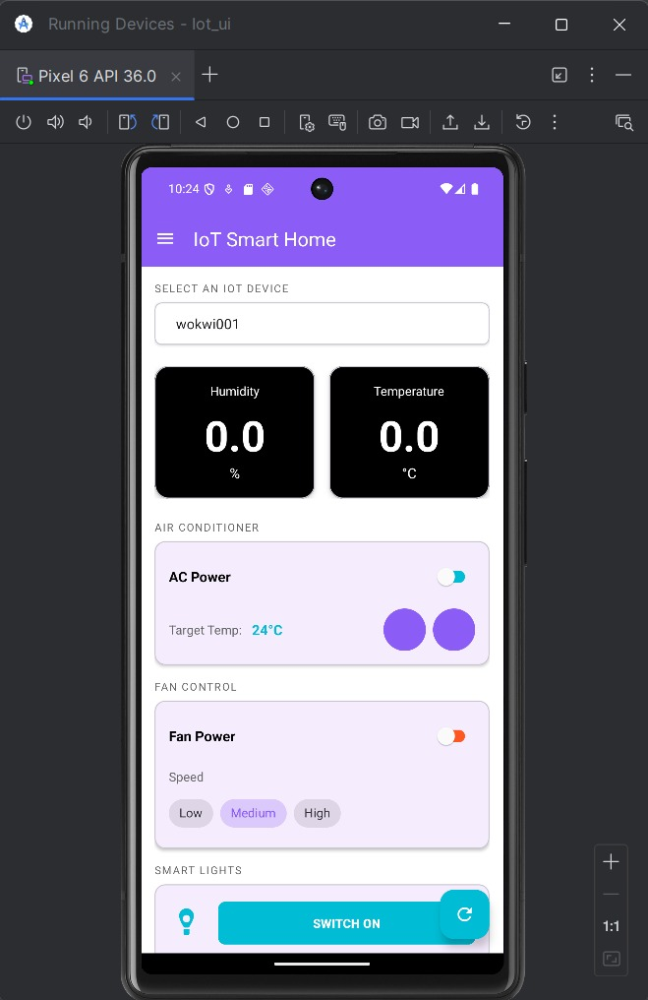 Running Devices - Iot_ui
Pixel 6 API 36.0
10:24
IoT Smart Home
SELECT AN IOT DEVICE
wokwi001
Humidity
Temperature
0.0
0.0
%
°C
AIR CONDITIONER
AC Power
Target Temp: 24°C
FAN CONTROL
Fan Power
Speed
Low Medium High
SMART LIGHTS
SWITCH ON
1:1